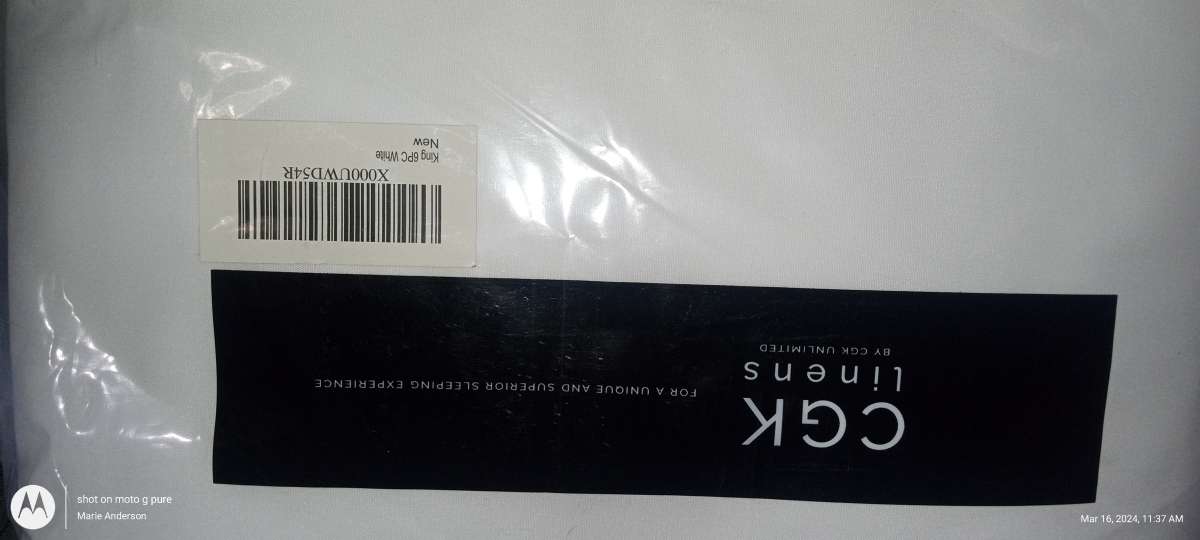 X000UWD54R
King 6PC White
New
CGK
linens
BY CGK UNLIMITED
FOR A UNIQUE AND SUPERIOR SLEEPING EXPERIENCE
shot on moto g pure
Marie Anderson
Mar 16, 2024, 11:37 AM